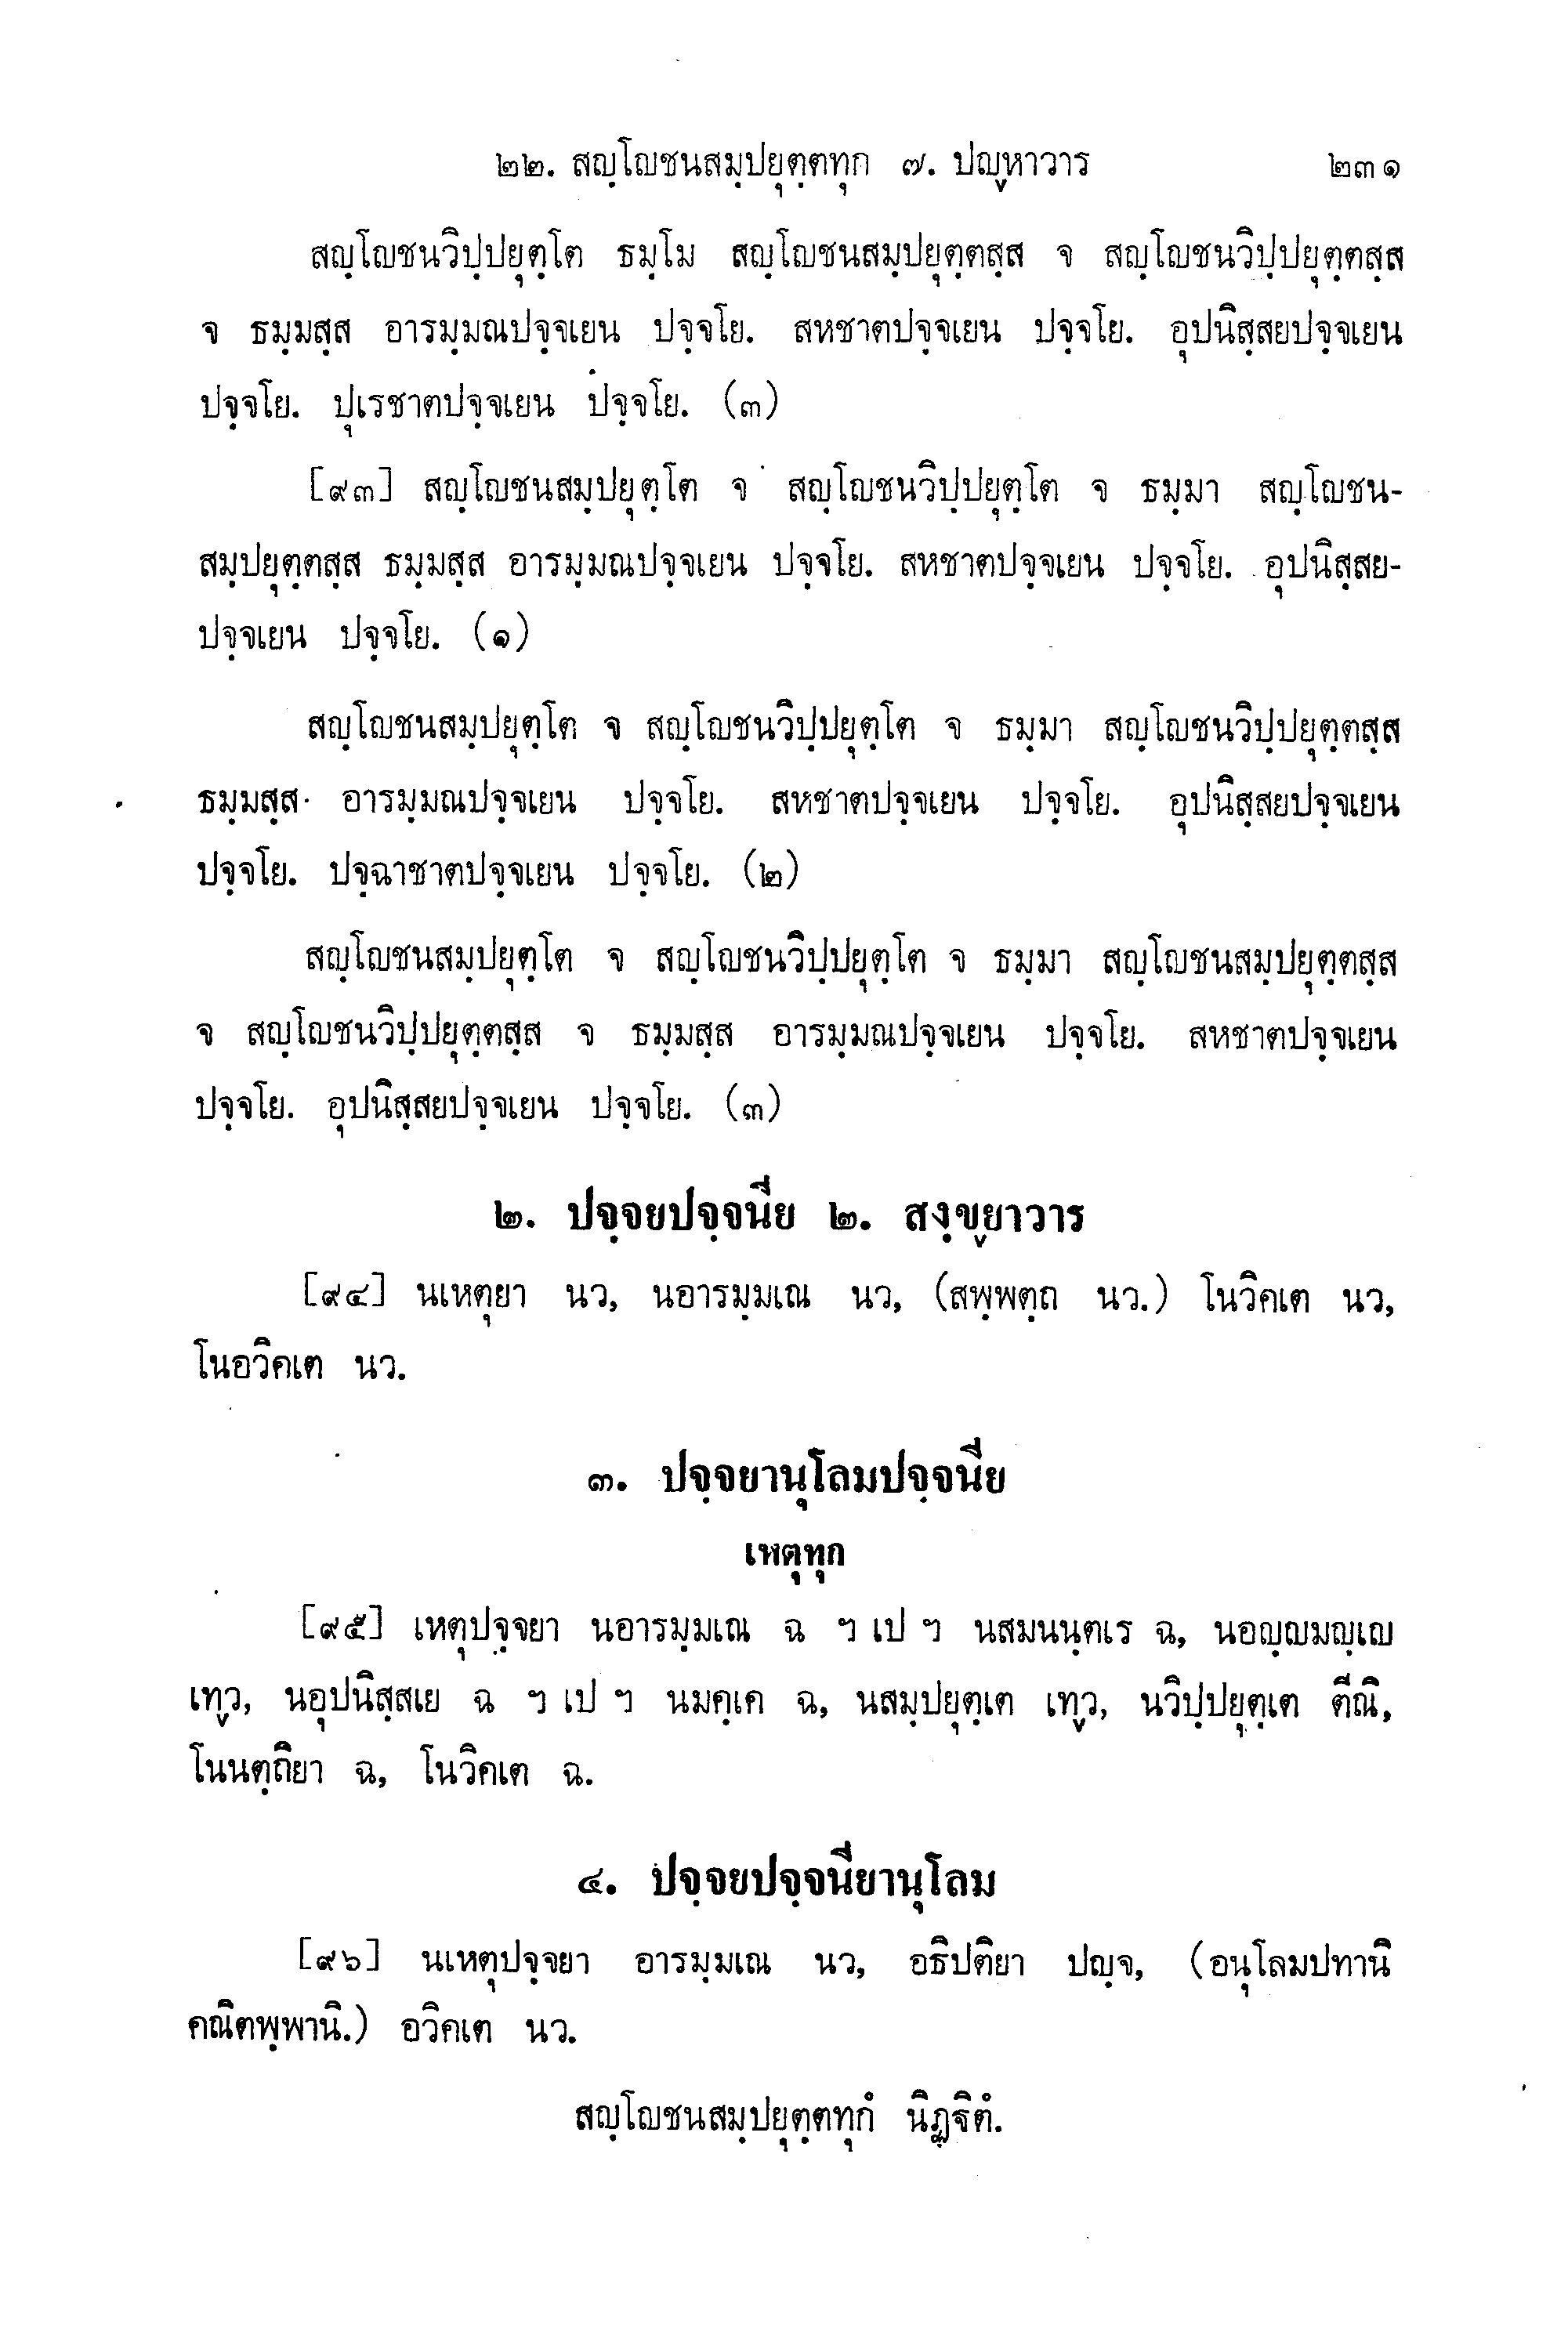 ๒๒. สญฺโญชนสมฺปยุตฺตทุก ๗. ปญฺหาวาร ๒๓๑
สญฺโญชนวิปฺปยุตฺโต ธมฺโม สญฺโญชนสมฺปยุตฺตสฺส จ สญฺโญชนวิปฺปยุตฺตสฺส
จ ธมฺมสฺส อารมฺมณปจฺจเยน ปจฺจโย. สหชาตปจฺจเยน ปจฺจโย. อุปนิสฺสยปจฺจเยน
ปจฺจโย. ปุเรชาตปจฺจเยน ปจฺจโย. (๓)
[๙๓] สญฺโญชนสมฺปยุตฺโต จ สญฺโญชนวิปฺปยุตฺโต จ ธมฺมา สญฺโญชน-
สมฺปยุตฺตสฺส ธมฺมสฺส อารมฺมณปจฺจเยน ปจฺจโย. สหชาตปจฺจเยน ปจฺจโย. อุปนิสฺสย-
ปจฺจเยน ปจฺจโย. (๑)
สญฺโญชนสมฺปยุตฺโต จ สญฺโญชนวิปฺปยุตฺโต จ ธมฺมา สญฺโญชนวิปฺปยุตฺตสฺส
ธมฺมสฺส อารมฺมณปจฺจเยน ปจฺจโย. สหชาตปจฺจเยน ปจฺจโย. อุปนิสฺสยปจฺจเยน
ปจฺจโย. ปจฺฉาชาตปจฺจเยน ปจฺจโย. (๒)
สญฺโญชนสมฺปยุตฺโต จ สญฺโญชนวิปฺปยุตฺโต จ ธมฺมา สญฺโญชนสมฺปยุตฺตสฺส
จ สญฺโญชนวิปฺปยุตฺตสฺส จ ธมฺมสฺส อารมฺมณปจฺจเยน ปจฺจโย. สหชาตปจฺจเยน
ปจฺจโย. อุปนิสฺสยปจฺจเยน ปจฺจโย. (๓)
๒. ปจฺจยปจฺจนีย ๒. สงฺขฺยาวาร
[๙๔] นเหตุยา นว, นอารมฺมเณ นว, (สพฺพตฺถ นว.) โนวิคเต นว,
โนอวิคเต นว.
๓. ปจฺจยานุโลมปจฺจนีย
เหตุทุก
[๙๕] เหตุปจฺจยา นอารมฺมเณ ฉ ฯ เป ฯ นสมนนฺตเร ฉ, นอญฺญมญฺเญ
เทฺว, นอุปนิสฺสเย ฉ ฯ เป ฯ นมคฺเค ฉ, นสมฺปยุตฺเต เทฺว, นวิปฺปยุตฺเต ตีณิ,
โนนตฺถิยา ฉ, โนวิคเต ฉ.
๔. ปจฺจยปจฺจนียานุโลม
[๙๖] นเหตุปจฺจยา อารมฺมเณ นว, อธิปติยา ปญฺจ, (อนุโลมปทานิ
คณิตพฺพานิ.) อวิคเต นว.
สญฺโญชนสมฺปยุตฺตทุกํ นิฏฺฐิตํ.